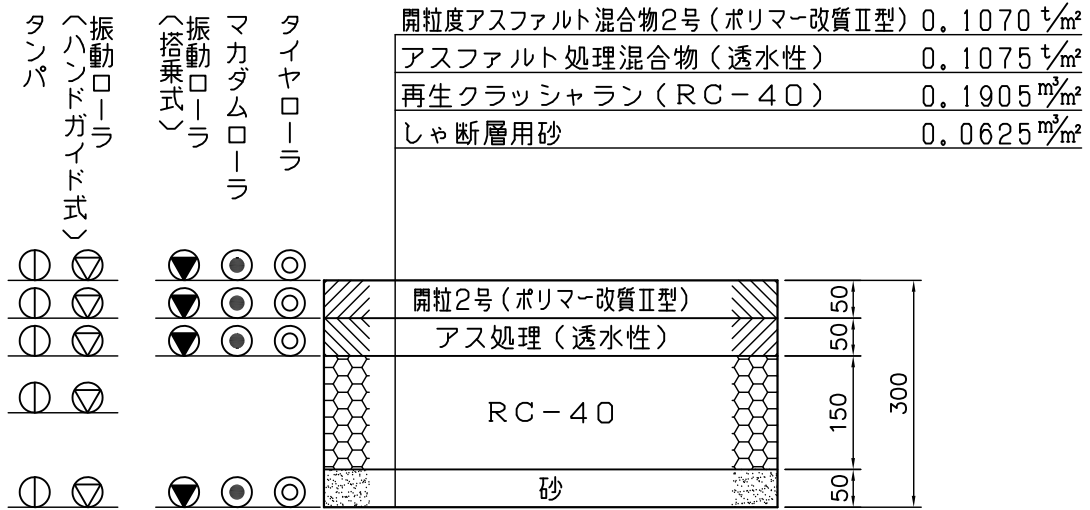 タンパ
振動ローラ
（ハンドガイド式）
振動ローラ
（搭乗式）
マカダムローラ
タイヤローラ
開粒度アスファルト混合物2号（ポリマー改質Ⅱ型） 0.1070 t/m²
アスファルト処理混合物（透水性） 0.1075 t/m²
再生クラッシャラン（RC-40） 0.1905 m³/m²
しゃ断層用砂 0.0625 m³/m²
開粒2号（ポリマー改質Ⅱ型）
アス処理（透水性）
RC-40
砂
50
50
150
50
300